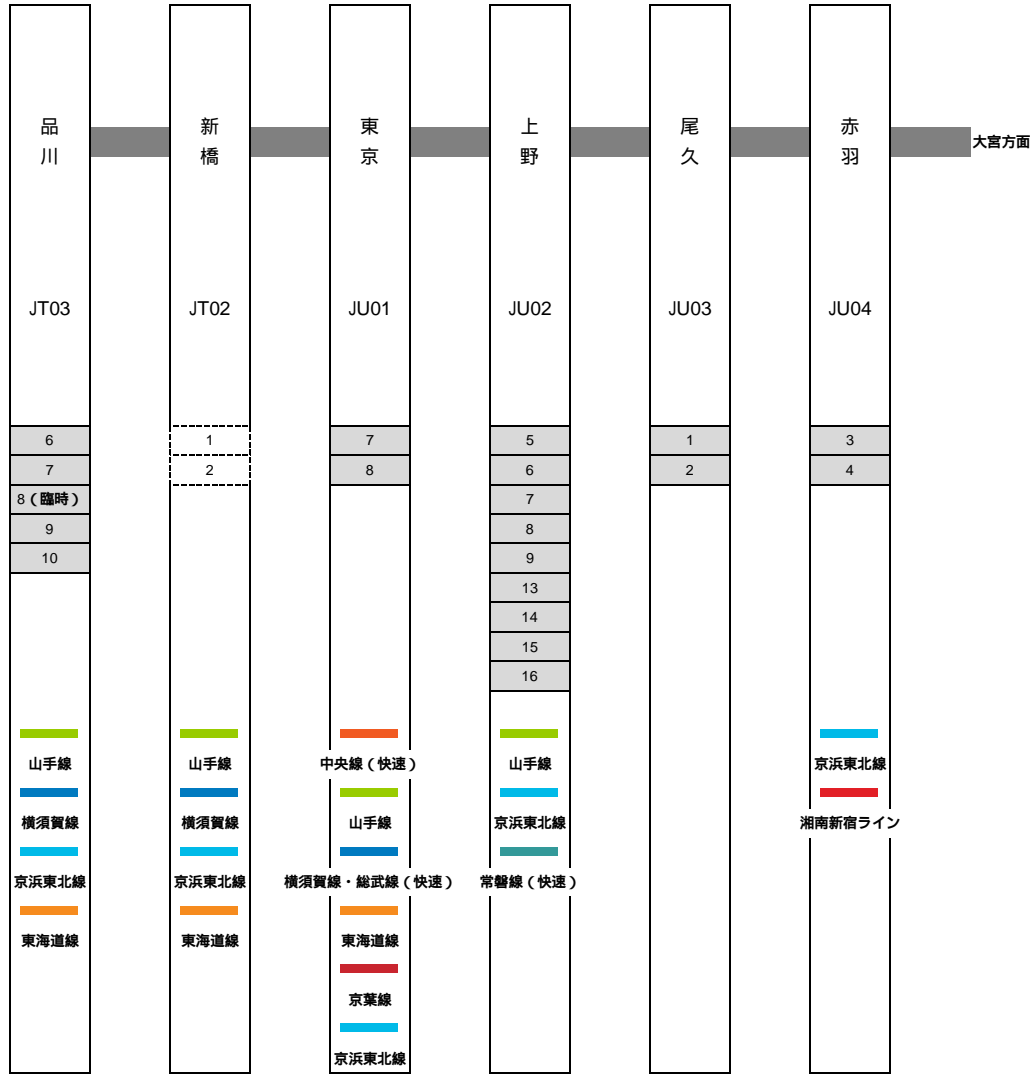 品川
新橋
東京
上野
尾久
赤羽
大宮方面
JT03
JT02
JU01
JU02
JU03
JU04
6
7
8（臨時）
9
10
1
2
7
8
5
6
7
8
9
13
14
15
16
1
2
3
4
山手線
横須賀線
京浜東北線
東海道線
山手線
横須賀線
京浜東北線
東海道線
中央線（快速）
山手線
横須賀線・総武線（快速）
東海道線
京葉線
京浜東北線
山手線
京浜東北線
常磐線（快速）
京浜東北線
湘南新宿ライン